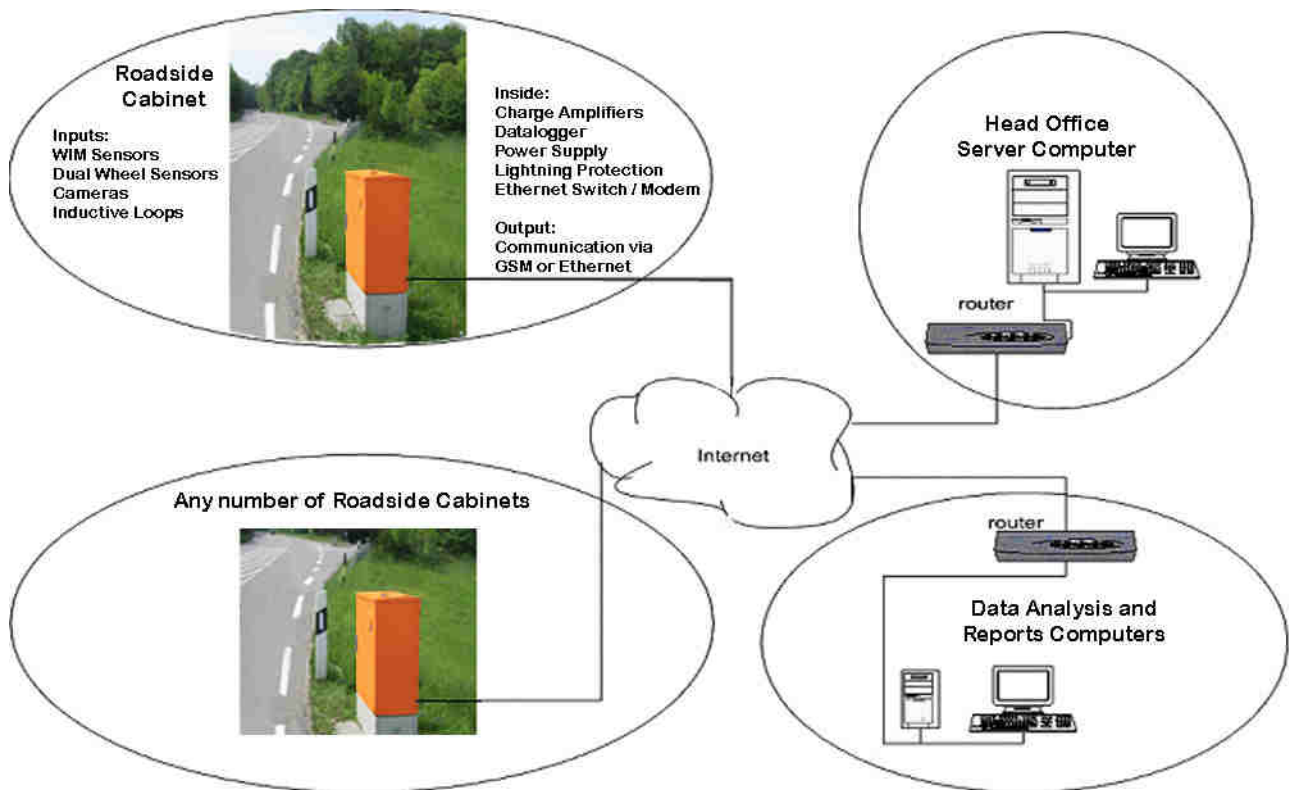 Roadside
Cabinet
Inputs:
WIM Sensors
Dual Wheel Sensors
Cameras
Inductive Loops
Inside:
Charge Amplifiers
Datalogger
Power Supply
Lightning Protection
Ethernet Switch / Modem
Output:
Communication via
GSM or Ethernet
Head Office
Server Computer
router
Internet
Any number of Roadside Cabinets
router
Data Analysis and
Reports Computers